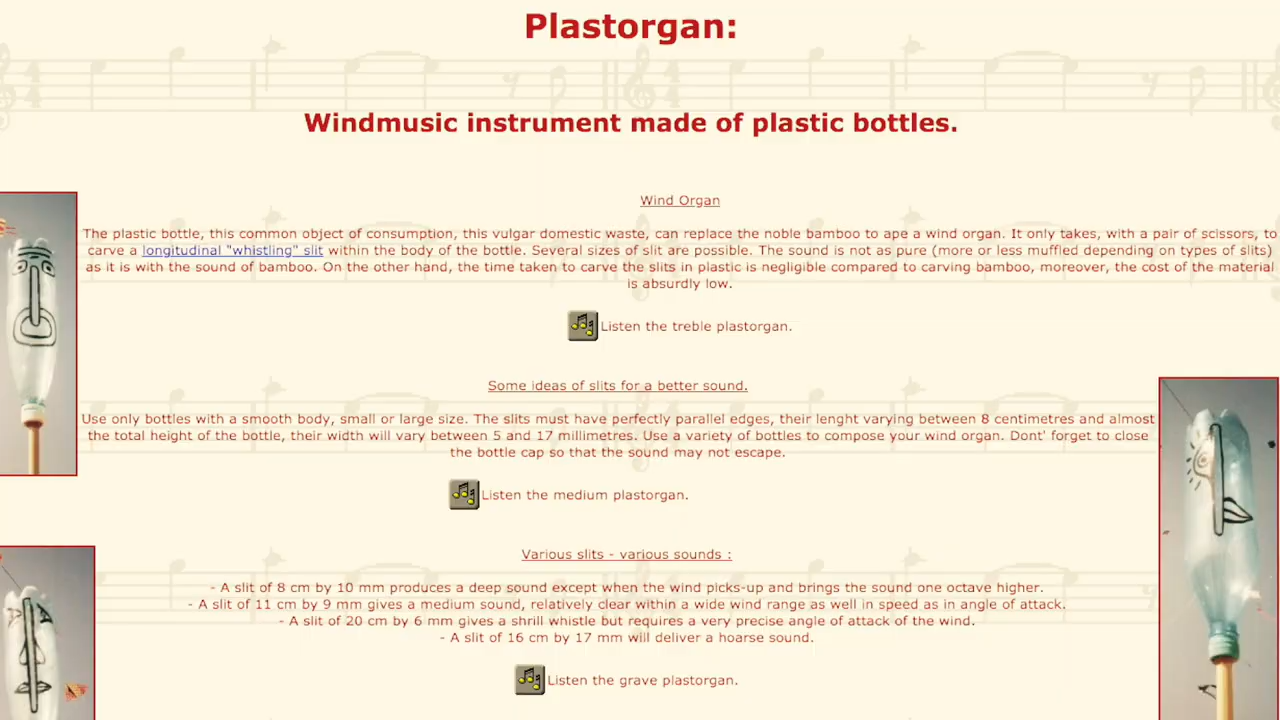 Plastorgan:
Windmusic instrument made of plastic bottles.
Wind Organ
The plastic bottle, this common object of consumption, this vulgar domestic waste, can replace the noble bamboo to ape a wind organ. It only takes, with a pair of scissors, to
carve a longitudinal "whistling" slit within the body of the bottle. Several sizes of slit are possible. The sound is not as pure (more or less muffled depending on types of slits)
as it is with the sound of bamboo. On the other hand, the time taken to carve the slits in plastic is negligible compared to carving bamboo, moreover, the cost of the material
is absurdly low.
Listen the treble plastorgan.
Some ideas of slits for a better sound.
Use only bottles with a smooth body, small or large size. The slits must have perfectly parallel edges, their lenght varying between 8 centimetres and almost
the total height of the bottle, their width will vary between 5 and 17 millimetres. Use a variety of bottles to compose your wind organ. Dont' forget to close
the bottle cap so that the sound may not escape.
Listen the medium plastorgan.
Various slits - various sounds :
- A slit of 8 cm by 10 mm produces a deep sound except when the wind picks-up and brings the sound one octave higher.
- A slit of 11 cm by 9 mm gives a medium sound, relatively clear within a wide wind range as well in speed as in angle of attack.
- A slit of 20 cm by 6 mm gives a shrill whistle but requires a very precise angle of attack of the wind.
- A slit of 16 cm by 17 mm will deliver a hoarse sound.
Listen the grave plastorgan.